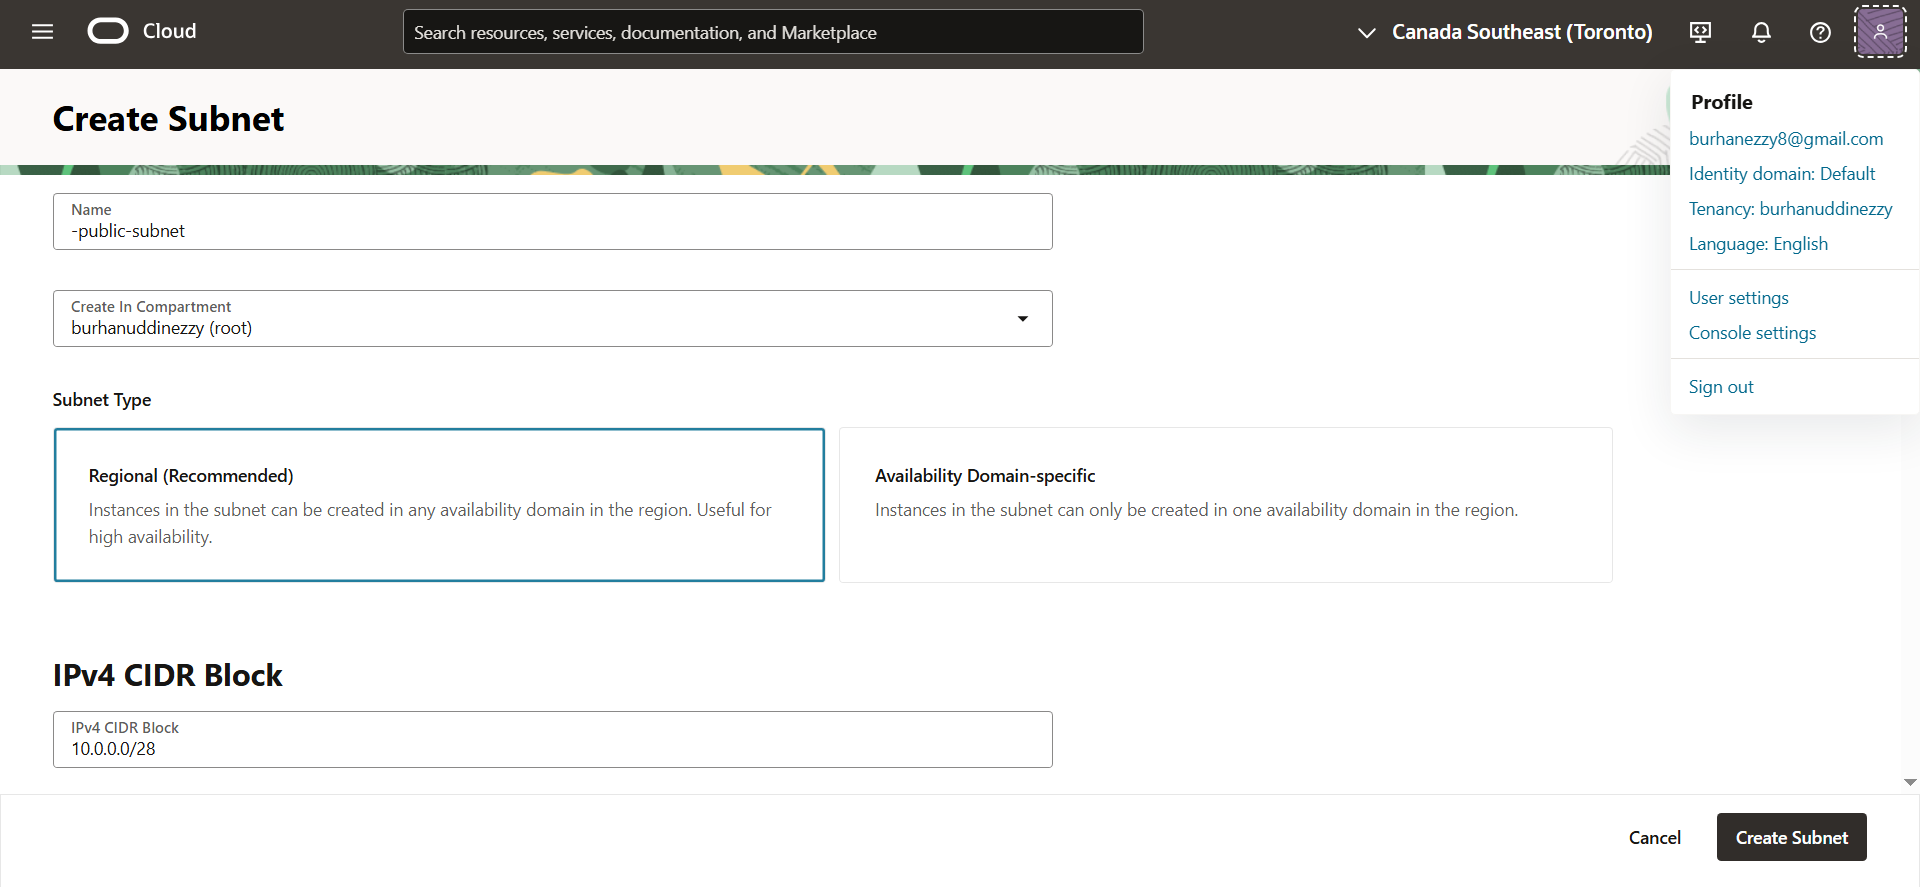 Cloud
Search resources, services, documentation, and Marketplace
Canada Southeast (Toronto)
Create Subnet
Profile
burhanezzy8@gmail.com
Identity domain: Default
Tenancy: burhanuddinezzy
Language: English
User settings
Console settings
Sign out
Name
-public-subnet
Create In Compartment
burhanuddinezzy (root)
Subnet Type
Regional (Recommended)
Instances in the subnet can be created in any availability domain in the region. Useful for
high availability.
Availability Domain-specific
Instances in the subnet can only be created in one availability domain in the region.
IPv4 CIDR Block
IPv4 CIDR Block
10.0.0.0/28
Cancel
Create Subnet